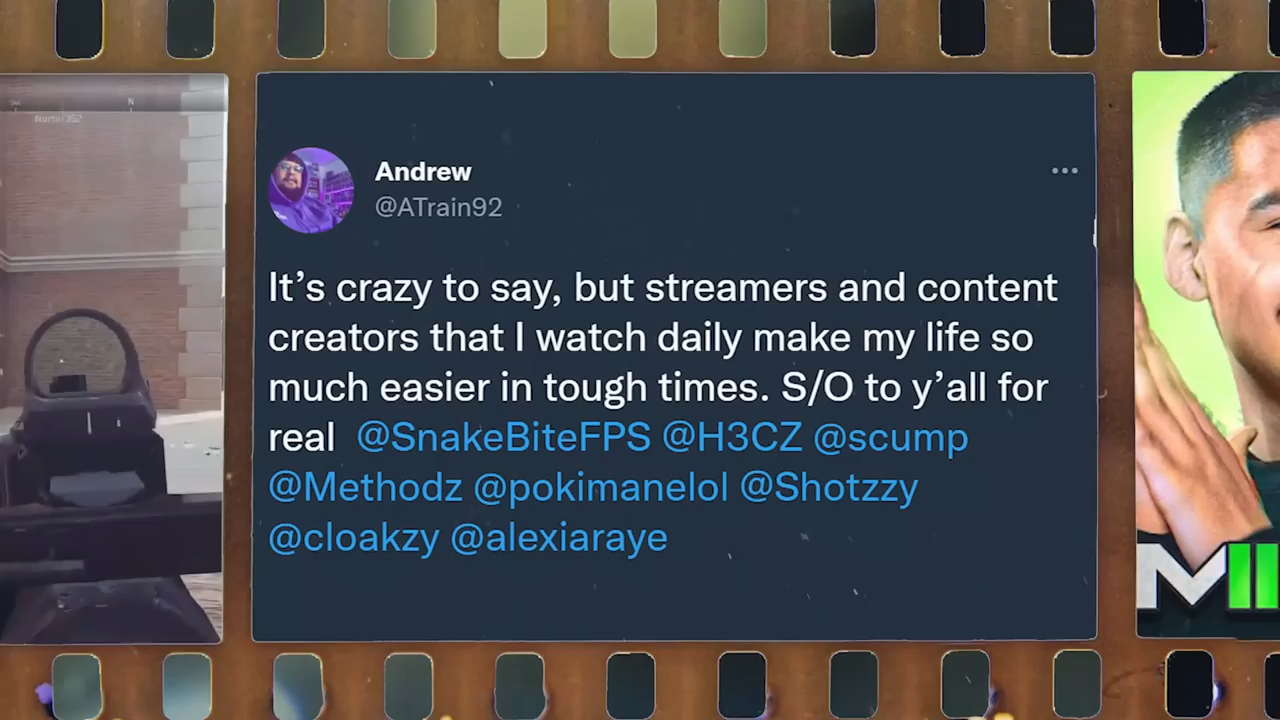 N
Andrew
@ATrain92
It’s crazy to say, but streamers and content
creators that I watch daily make my life so
much easier in tough times. S/O to y’all for
real @SnakeBiteFPS @H3CZ @scump
@Methodz @pokimanelol @Shotzzy
@cloakzy @alexiaraye
MII